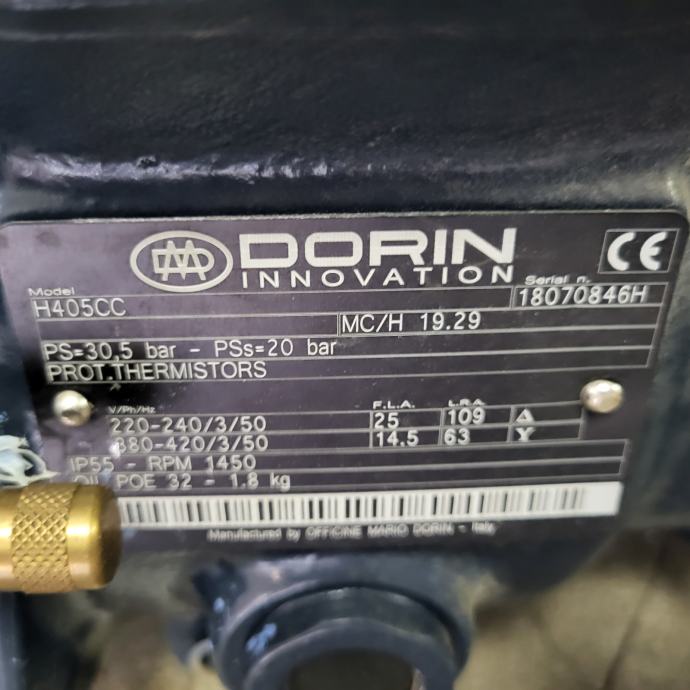 DORIN
INNOVATION
CE
Model
Serial n.
H405CC
18070846H
MC/H 19.29
PS=30,5 bar - PSs=20 bar
PROT.THERMISTORS
V/Ph/Hz F.L.A. L.R.A.
220-240/3/50 25 109 Δ
380-420/3/50 14.5 63 Y
IP55 - RPM 1450
OIL POE 32 - 1.8 kg
Manufactured by OFFICINE MARIO DORIN - Italy